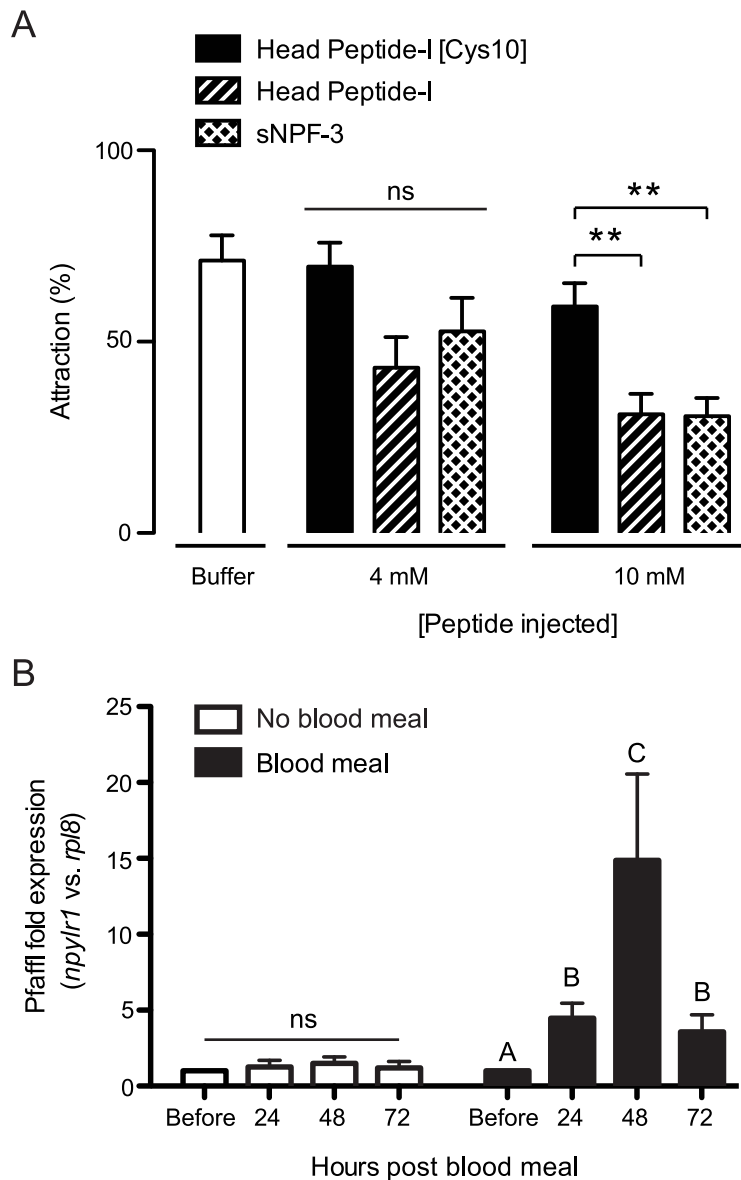 A
Head Peptide-I [Cys10]
Head Peptide-I
sNPF-3
100
50
0
Attraction (%)
ns
**
**
Buffer
4 mM
10 mM
[Peptide injected]
B
25
20
15
10
5
0
Pfaffl fold expression
(npylr1 vs. rpl8)
No blood meal
Blood meal
ns
A
B
C
B
Before 24 48 72 Before 24 48 72
Hours post blood meal